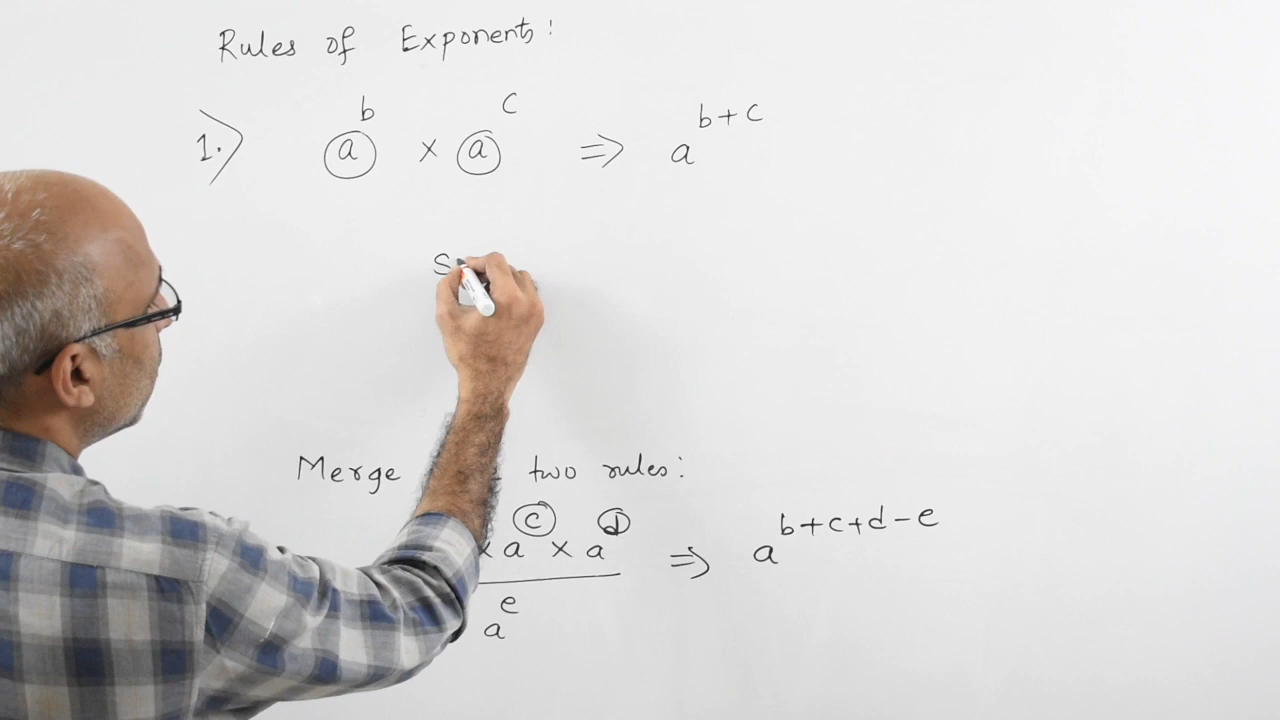 Rules of Exponents:
1.> a^b × a^c ⇒ a^(b+c)
S
Merge two rules:
× a^c × a^d ⇒ a^(b+c+d-e)
a^e